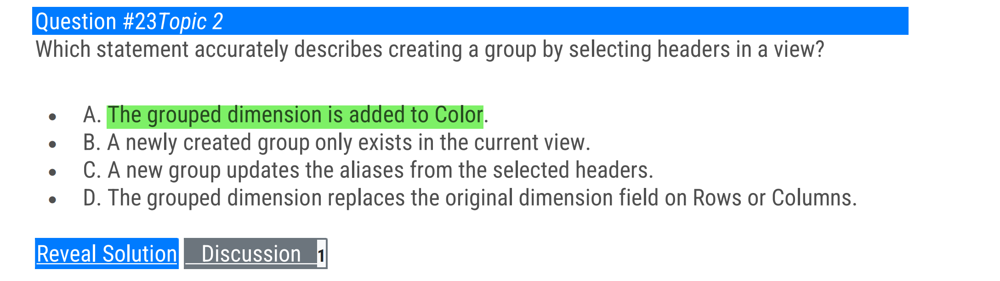 Question #23Topic 2
Which statement accurately describes creating a group by selecting headers in a view?
• A. The grouped dimension is added to Color.
• B. A newly created group only exists in the current view.
• C. A new group updates the aliases from the selected headers.
• D. The grouped dimension replaces the original dimension field on Rows or Columns.
Reveal Solution Discussion 1